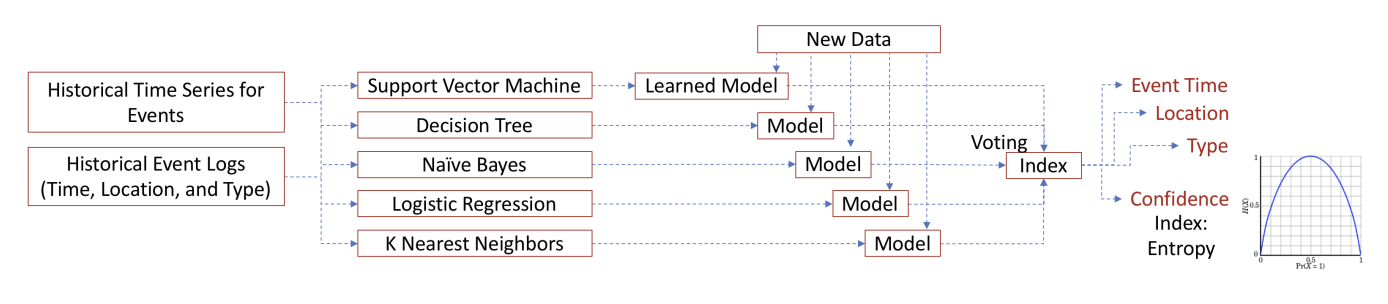 New Data
Historical Time Series for
Events
Historical Event Logs
(Time, Location, and Type)
Support Vector Machine
Decision Tree
Naïve Bayes
Logistic Regression
K Nearest Neighbors
Learned Model
Model
Model
Model
Model
Voting
Index
Event Time
Location
Type
Confidence
Index:
Entropy
1
0.5
0
H(X)
0
0.5
1
Pr(X = 1)